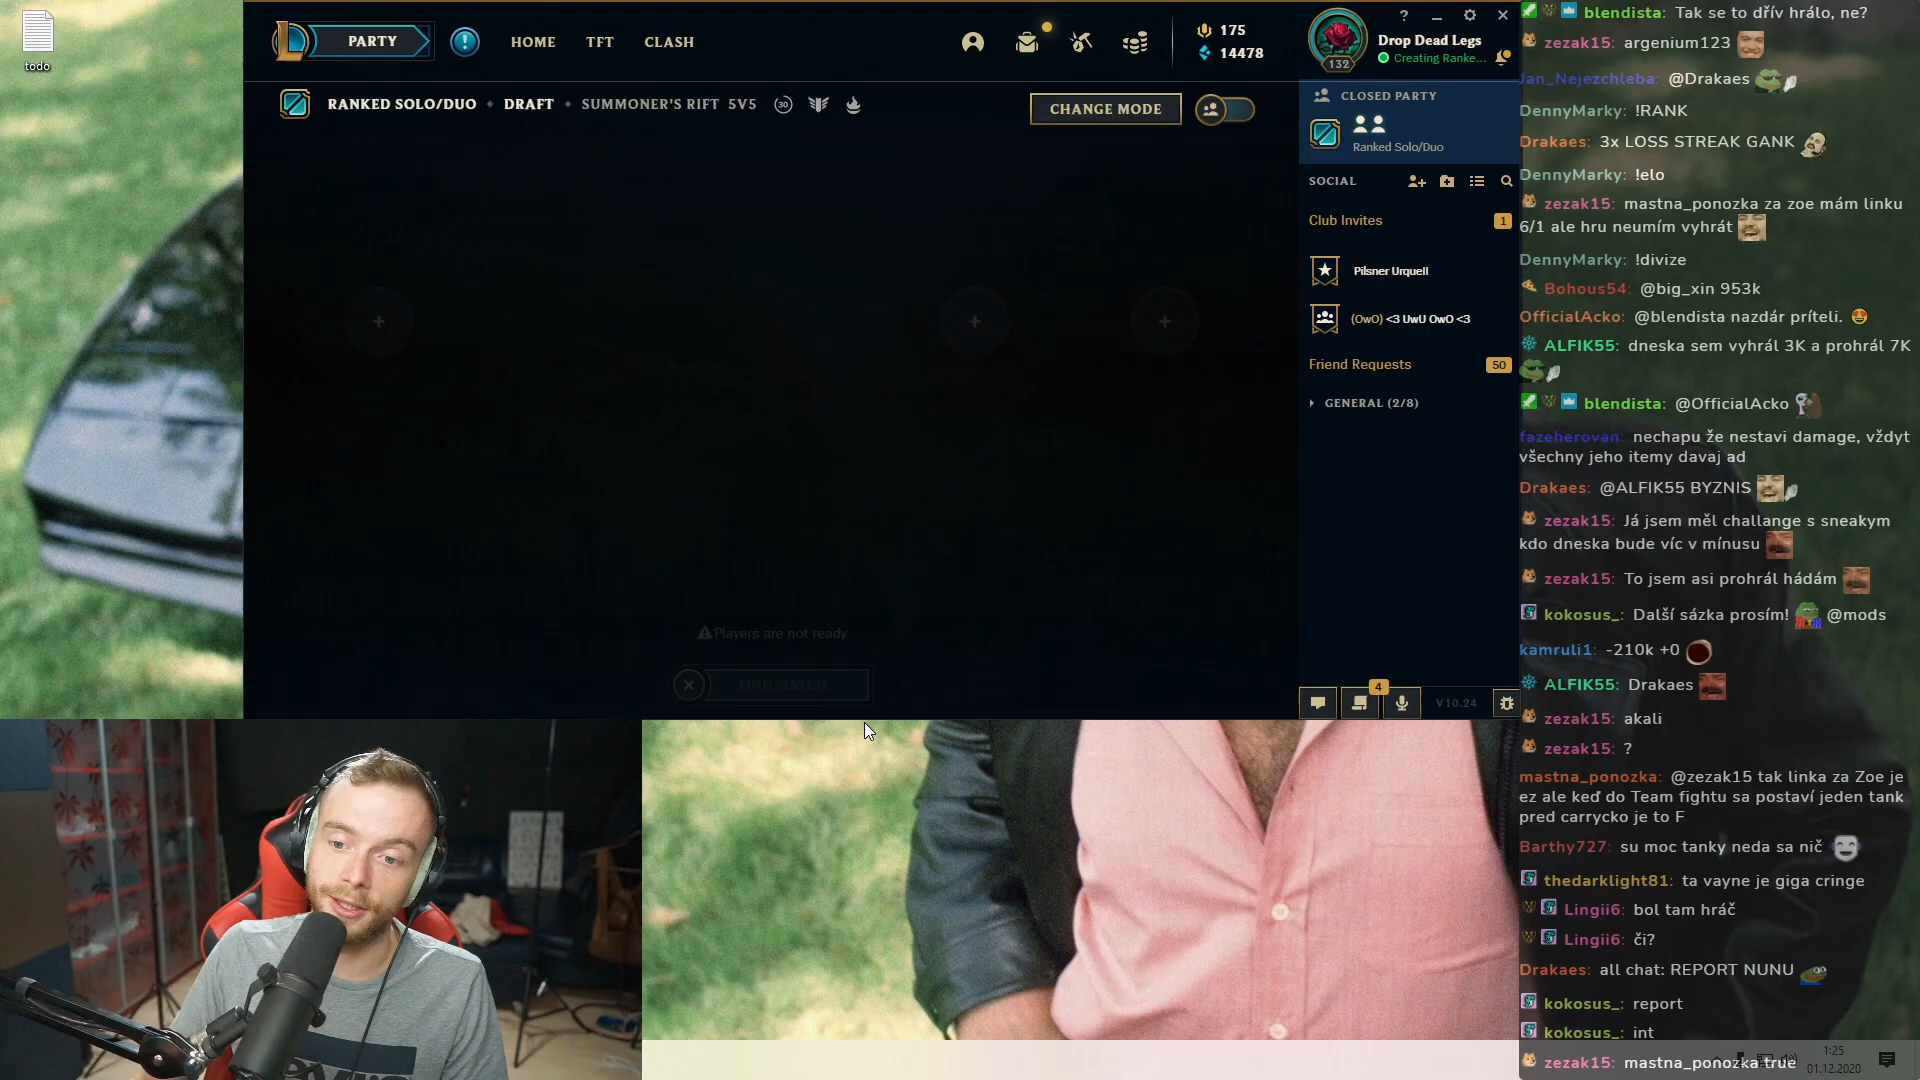 todo
PARTY
HOME
TFT
CLASH
175
14478
132
Drop Dead Legs
Creating Ranke...
RANKED SOLO/DUO • DRAFT • SUMMONER'S RIFT 5V5
30
CHANGE MODE
CLOSED PARTY
Ranked Solo/Duo
SOCIAL
Club Invites
1
Pilsner Urquell
(OwO) <3 UwU OwO <3
Friend Requests
50
GENERAL (2/8)
Players are not ready
FIND MATCH
4
V10.24
blendista: Tak se to dřív hrálo, ne?
zezak15: argenium123
Jan_Nejezchleba: @Drakaes
DennyMarky: !RANK
Drakaes: 3x LOSS STREAK GANK
DennyMarky: !elo
zezak15: mastna_ponozka za zoe mám linku
6/1 ale hru neumím vyhrát
DennyMarky: !divize
Bohous54: @big_xin 953k
OfficialAcko: @blendista nazdár príteli.
ALFIK55: dneska sem vyhrál 3K a prohrál 7K
blendista: @OfficialAcko
fazeherovan: nechapu že nestavi damage, vždyt
všechny jeho itemy davaj ad
Drakaes: @ALFIK55 BYZNIS
zezak15: Já jsem měl challange s sneakym
kdo dneska bude víc v mínusu
zezak15: To jsem asi prohrál hádám
kokosus_: Další sázka prosím! @mods
kamruli1: -210k +0
ALFIK55: Drakaes
zezak15: akali
zezak15: ?
mastna_ponozka: @zezak15 tak linka za Zoe je
ez ale keď do Team fightu sa postaví jeden tank
pred carrycko je to F
Barthy727: su moc tanky neda sa nič
thedarklight81: ta vayne je giga cringe
Lingii6: bol tam hráč
Lingii6: či?
Drakaes: all chat: REPORT NUNU
kokosus_: report
kokosus_: int
zezak15: mastna_ponozka true
1:25
01.12.2020